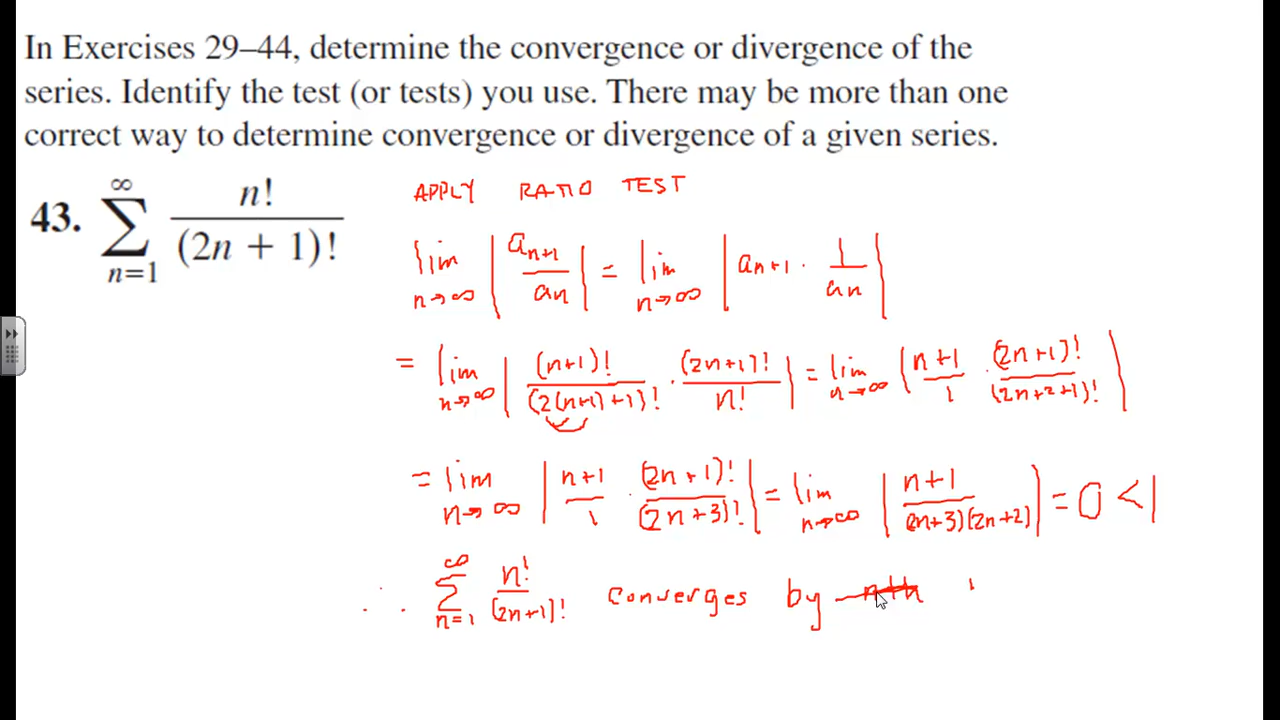 In Exercises 29–44, determine the convergence or divergence of the
series. Identify the test (or tests) you use. There may be more than one
correct way to determine convergence or divergence of a given series.
43. ∑_{n=1}^{∞} n!/(2n + 1)!
APPLY RATIO TEST
lim_{n→∞} |a_{n+1}/a_n| = lim_{n→∞} |a_{n+1} · 1/a_n|
= lim_{n→∞} |(n+1)!/(2(n+1)+1)! · (2n+1)!/n!| = lim_{n→∞} |n+1/1 · (2n+1)!/(2n+2+1)!|
= lim_{n→∞} |n+1/1 · (2n+1)!/(2n+3)!| = lim_{n→∞} |n+1/(2n+3)(2n+2)| = 0 < 1
∴ ∑_{n=1}^{∞} n!/(2n+1)! converges by nth